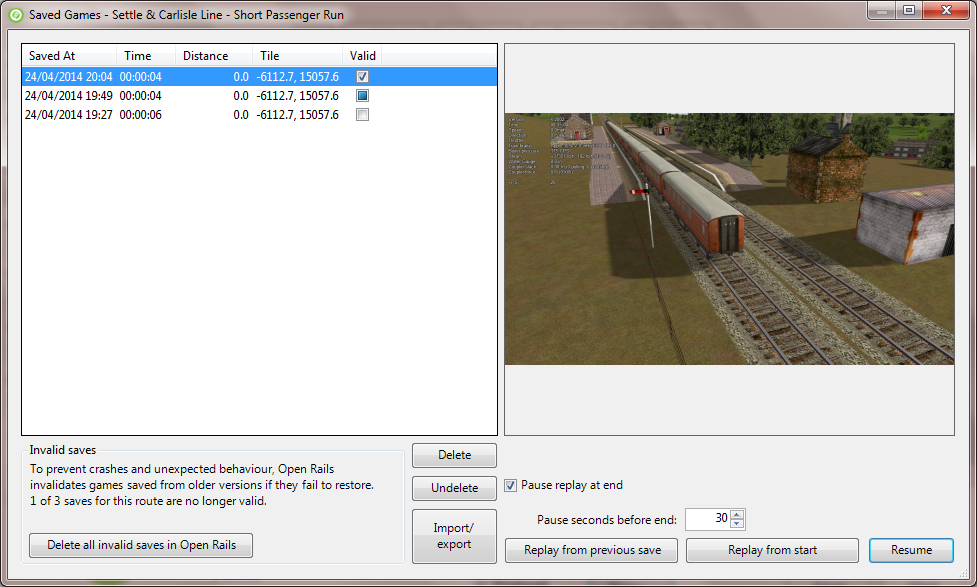 Saved Games - Settle & Carlisle Line - Short Passenger Run
Saved At Time Distance Tile Valid
24/04/2014 20:04 00:00:04 0.0 -6112.7, 15057.6
24/04/2014 19:49 00:00:04 0.0 -6112.7, 15057.6
24/04/2014 19:27 00:00:06 0.0 -6112.7, 15057.6
Invalid saves
To prevent crashes and unexpected behaviour, Open Rails
invalidates games saved from older versions if they fail to restore.
1 of 3 saves for this route are no longer valid.
Delete all invalid saves in Open Rails
Delete
Undelete
Import/
export
Pause replay at end
Pause seconds before end: 30
Replay from previous save
Replay from start
Resume